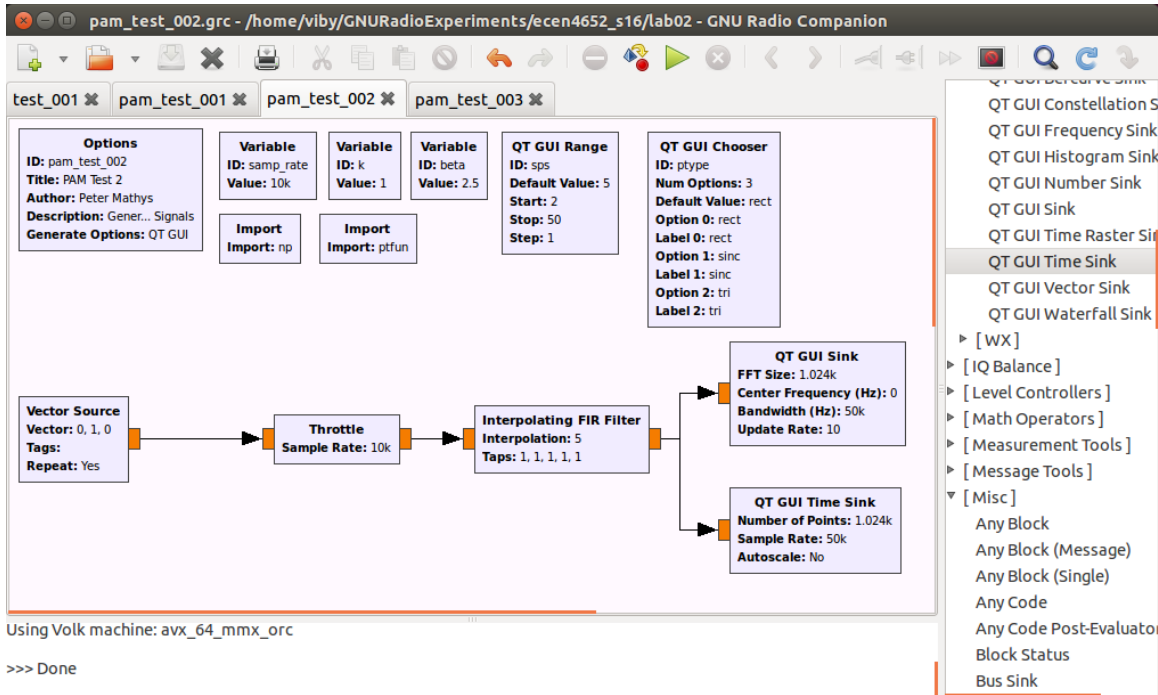 pam_test_002.grc - /home/viby/GNURadioExperiments/ecen4652_s16/lab02 - GNU Radio Companion
test_001 pam_test_001 pam_test_002 pam_test_003
Options
ID: pam_test_002
Title: PAM Test 2
Author: Peter Mathys
Description: Gener... Signals
Generate Options: QT GUI
Variable
ID: samp_rate
Value: 10k
Variable
ID: k
Value: 1
Variable
ID: beta
Value: 2.5
QT GUI Range
ID: sps
Default Value: 5
Start: 2
Stop: 50
Step: 1
QT GUI Chooser
ID: ptype
Num Options: 3
Default Value: rect
Option 0: rect
Label 0: rect
Option 1: sinc
Label 1: sinc
Option 2: tri
Label 2: tri
Import
Import: np
Import
Import: ptfun
Vector Source
Vector: 0, 1, 0
Tags:
Repeat: Yes
Throttle
Sample Rate: 10k
Interpolating FIR Filter
Interpolation: 5
Taps: 1, 1, 1, 1, 1
QT GUI Sink
FFT Size: 1.024k
Center Frequency (Hz): 0
Bandwidth (Hz): 50k
Update Rate: 10
QT GUI Time Sink
Number of Points: 1.024k
Sample Rate: 50k
Autoscale: No
QT GUI Constellation S
QT GUI Frequency Sink
QT GUI Histogram Sink
QT GUI Number Sink
QT GUI Sink
QT GUI Time Raster Sin
QT GUI Time Sink
QT GUI Vector Sink
QT GUI Waterfall Sink
[ WX ]
[ IQ Balance ]
[ Level Controllers ]
[ Math Operators ]
[ Measurement Tools ]
[ Message Tools ]
[ Misc ]
Any Block
Any Block (Message)
Any Block (Single)
Any Code
Any Code Post-Evaluator
Block Status
Bus Sink
Using Volk machine: avx_64_mmx_orc
>>> Done